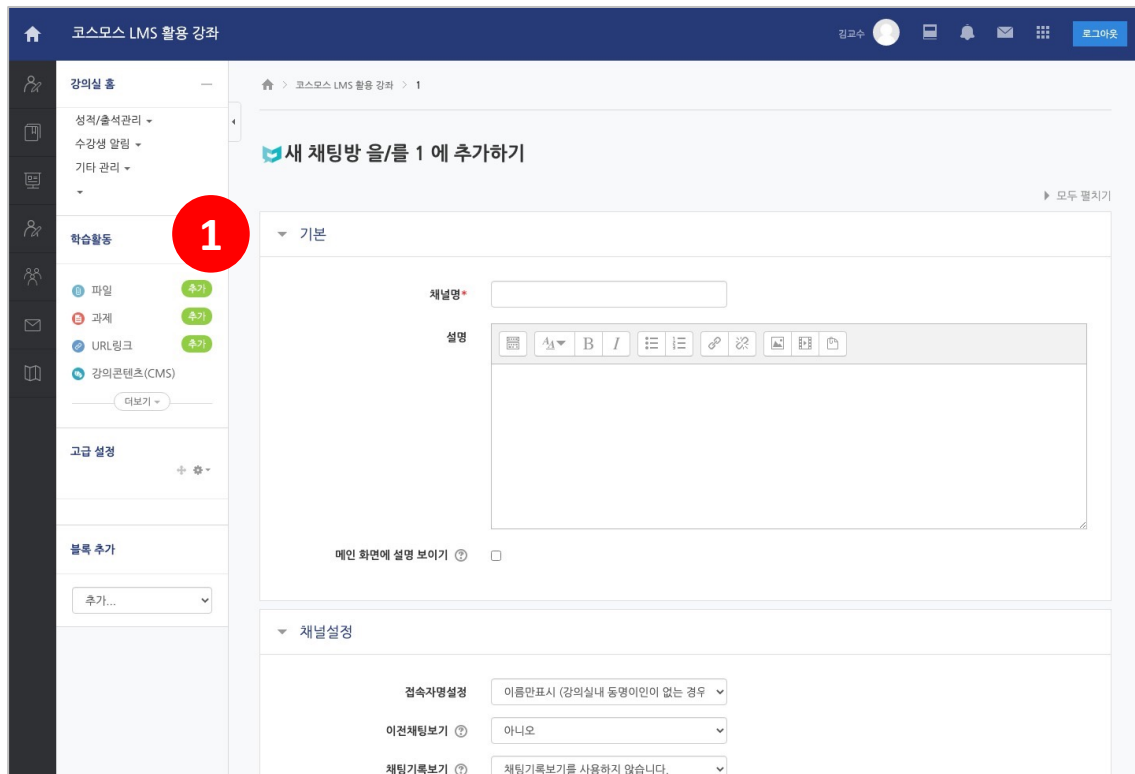 코스모스 LMS 활용 강좌
김교수
로그아웃
강의실 홈
코스모스 LMS 활용 강좌 > 1
성적/출석관리
수강생 알림
기타 관리
새 채팅방 을/를 1 에 추가하기
모두 펼치기
1
학습활동
파일 추가
과제 추가
URL링크 추가
강의콘텐츠(CMS)
더보기
고급 설정
블록 추가
추가...
기본
채널명*
설명
B I
메인 화면에 설명 보이기
채널설정
접속자명설정 이름만표시 (강의실내 동명이인이 없는 경우
이전채팅보기 아니오
채팅기록보기 채팅기록보기를 사용하지 않습니다.